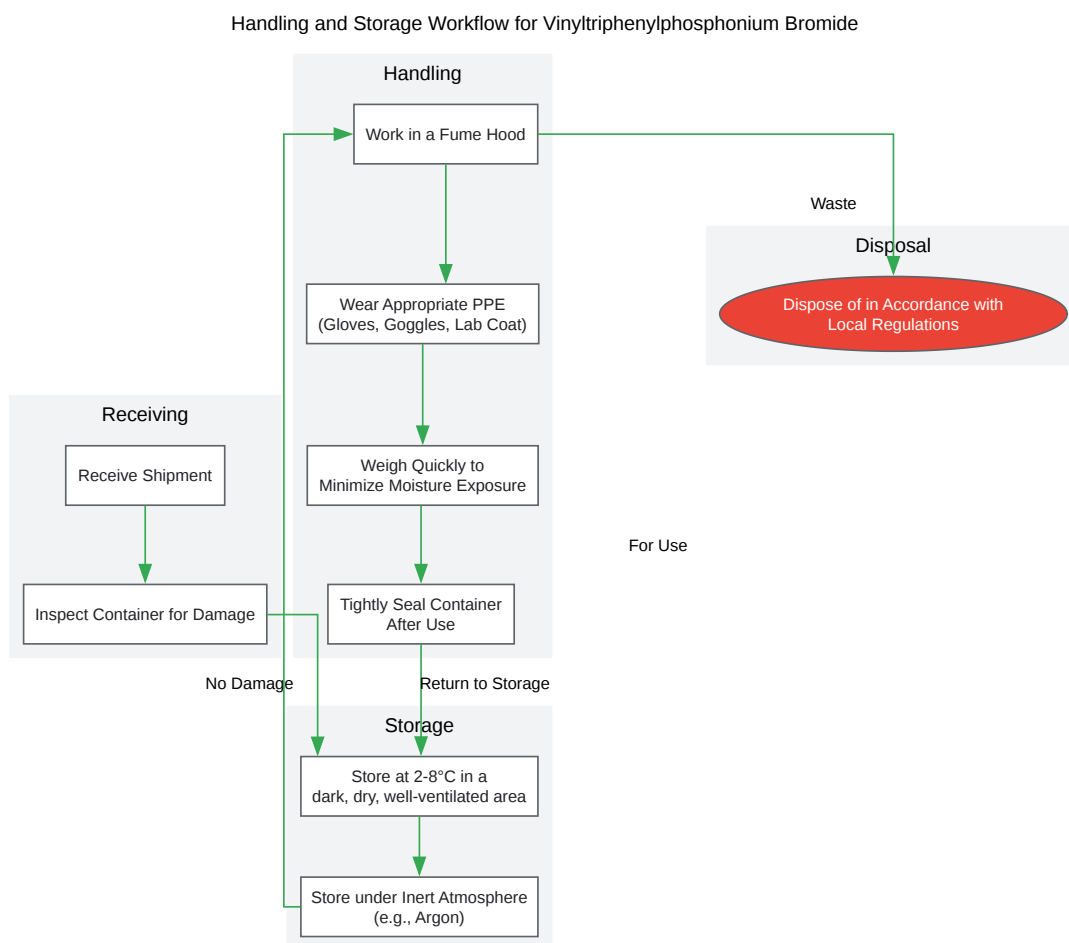 Handling and Storage Workflow for Vinyltriphenylphosphonium Bromide
Handling
Work in a Fume Hood
Waste
Disposal
Dispose of in Accordance with
Local Regulations
Wear Appropriate PPE
(Gloves, Goggles, Lab Coat)
Receiving
Receive Shipment
Weigh Quickly to
Minimize Moisture Exposure
For Use
Inspect Container for Damage
Tightly Seal Container
After Use
No Damage
Return to Storage
Storage
Store at 2-8°C in a
dark, dry, well-ventilated area
Store under Inert Atmosphere
(e.g., Argon)